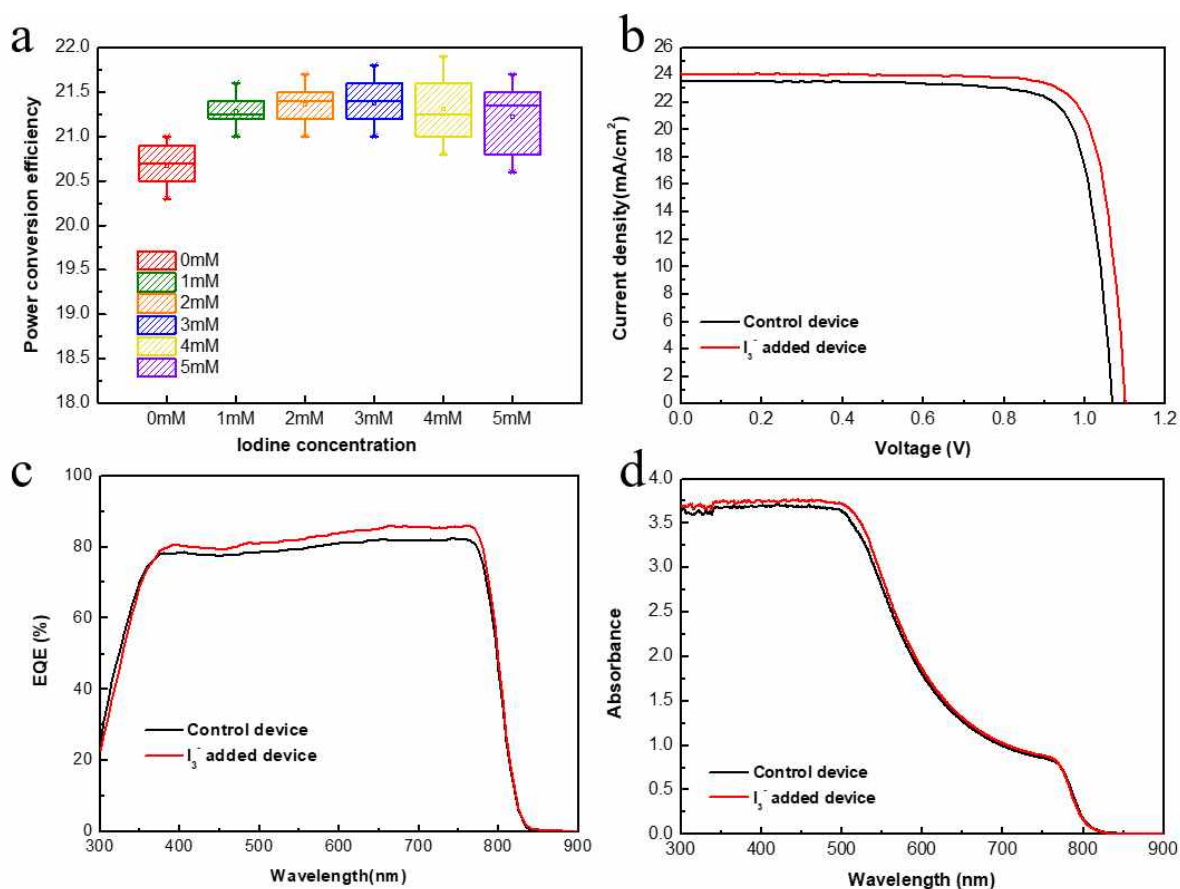 a
Power conversion efficiency
22.0
21.5
21.0
20.5
20.0
19.5
19.0
18.5
18.0
0mM
1mM
2mM
3mM
4mM
5mM
0mM 1mM 2mM 3mM 4mM 5mM
Iodine concentration
b
Current density(mA/cm²)
26
24
22
20
18
16
14
12
10
8
6
4
2
0
Control device
I₃⁻ added device
0.0 0.2 0.4 0.6 0.8 1.0 1.2
Voltage (V)
c
EQE (%)
100
80
60
40
20
0
Control device
I₃⁻ added device
300 400 500 600 700 800 900
Wavelength(nm)
d
Absorbance
4.0
3.5
3.0
2.5
2.0
1.5
1.0
0.5
0.0
Control device
I₃⁻ added device
300 400 500 600 700 800 900
Wavelength (nm)